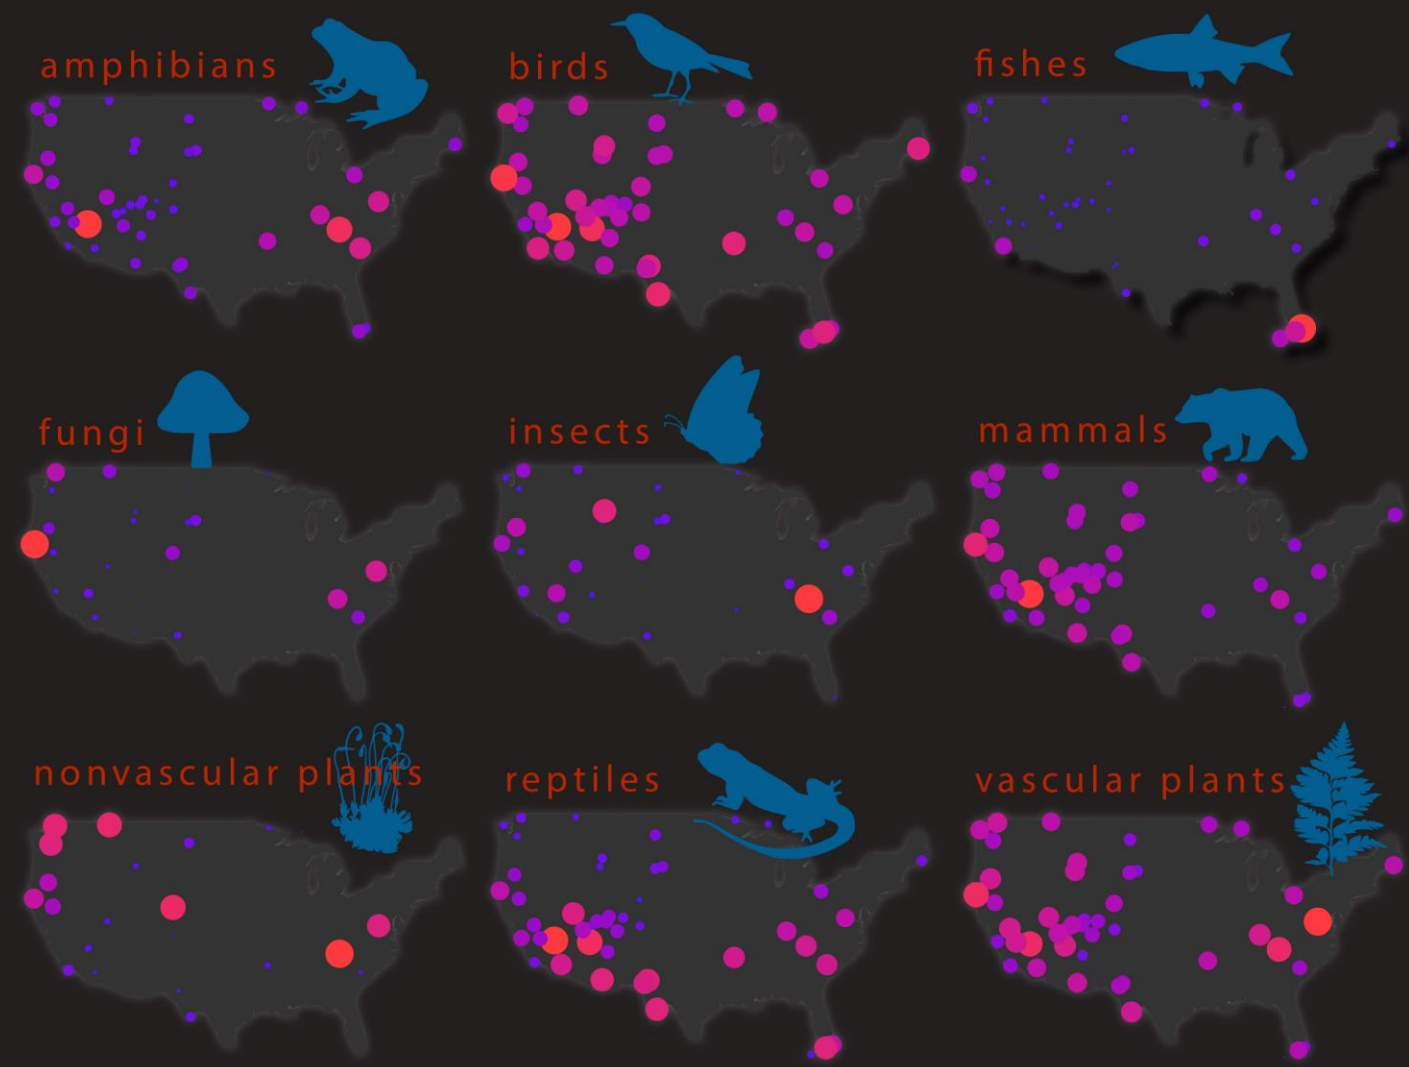 amphibians
birds
fishes
fungi
insects
mammals
nonvascular plants
reptiles
vascular plants